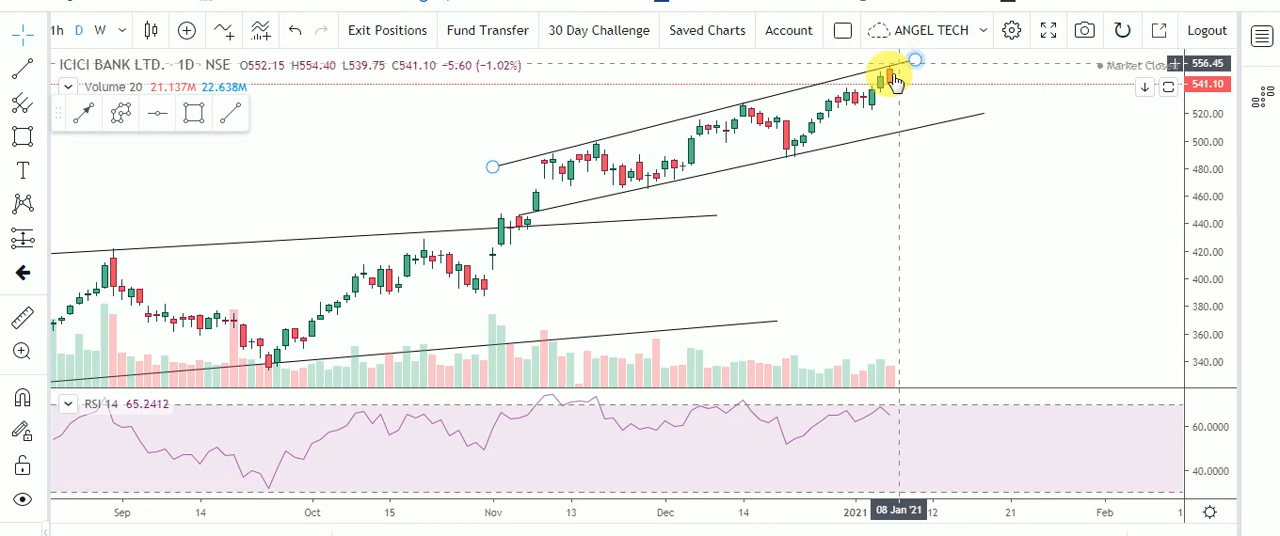 1h D W Exit Positions Fund Transfer 30 Day Challenge Saved Charts Account ANGEL TECH Logout
ICICI BANK LTD. · 1D · NSE O552.15 H554.40 L539.75 C541.10 −5.60 (−1.02%)
Market Close
556.45
Volume 20 21.137M 22.638M
541.10
520.00
500.00
480.00
460.00
440.00
420.00
400.00
380.00
360.00
340.00
RSI 14 65.2412
60.0000
40.0000
Sep 14 Oct 15 Nov 13 Dec 14 2021 08 Jan '21 12 21 Feb 1